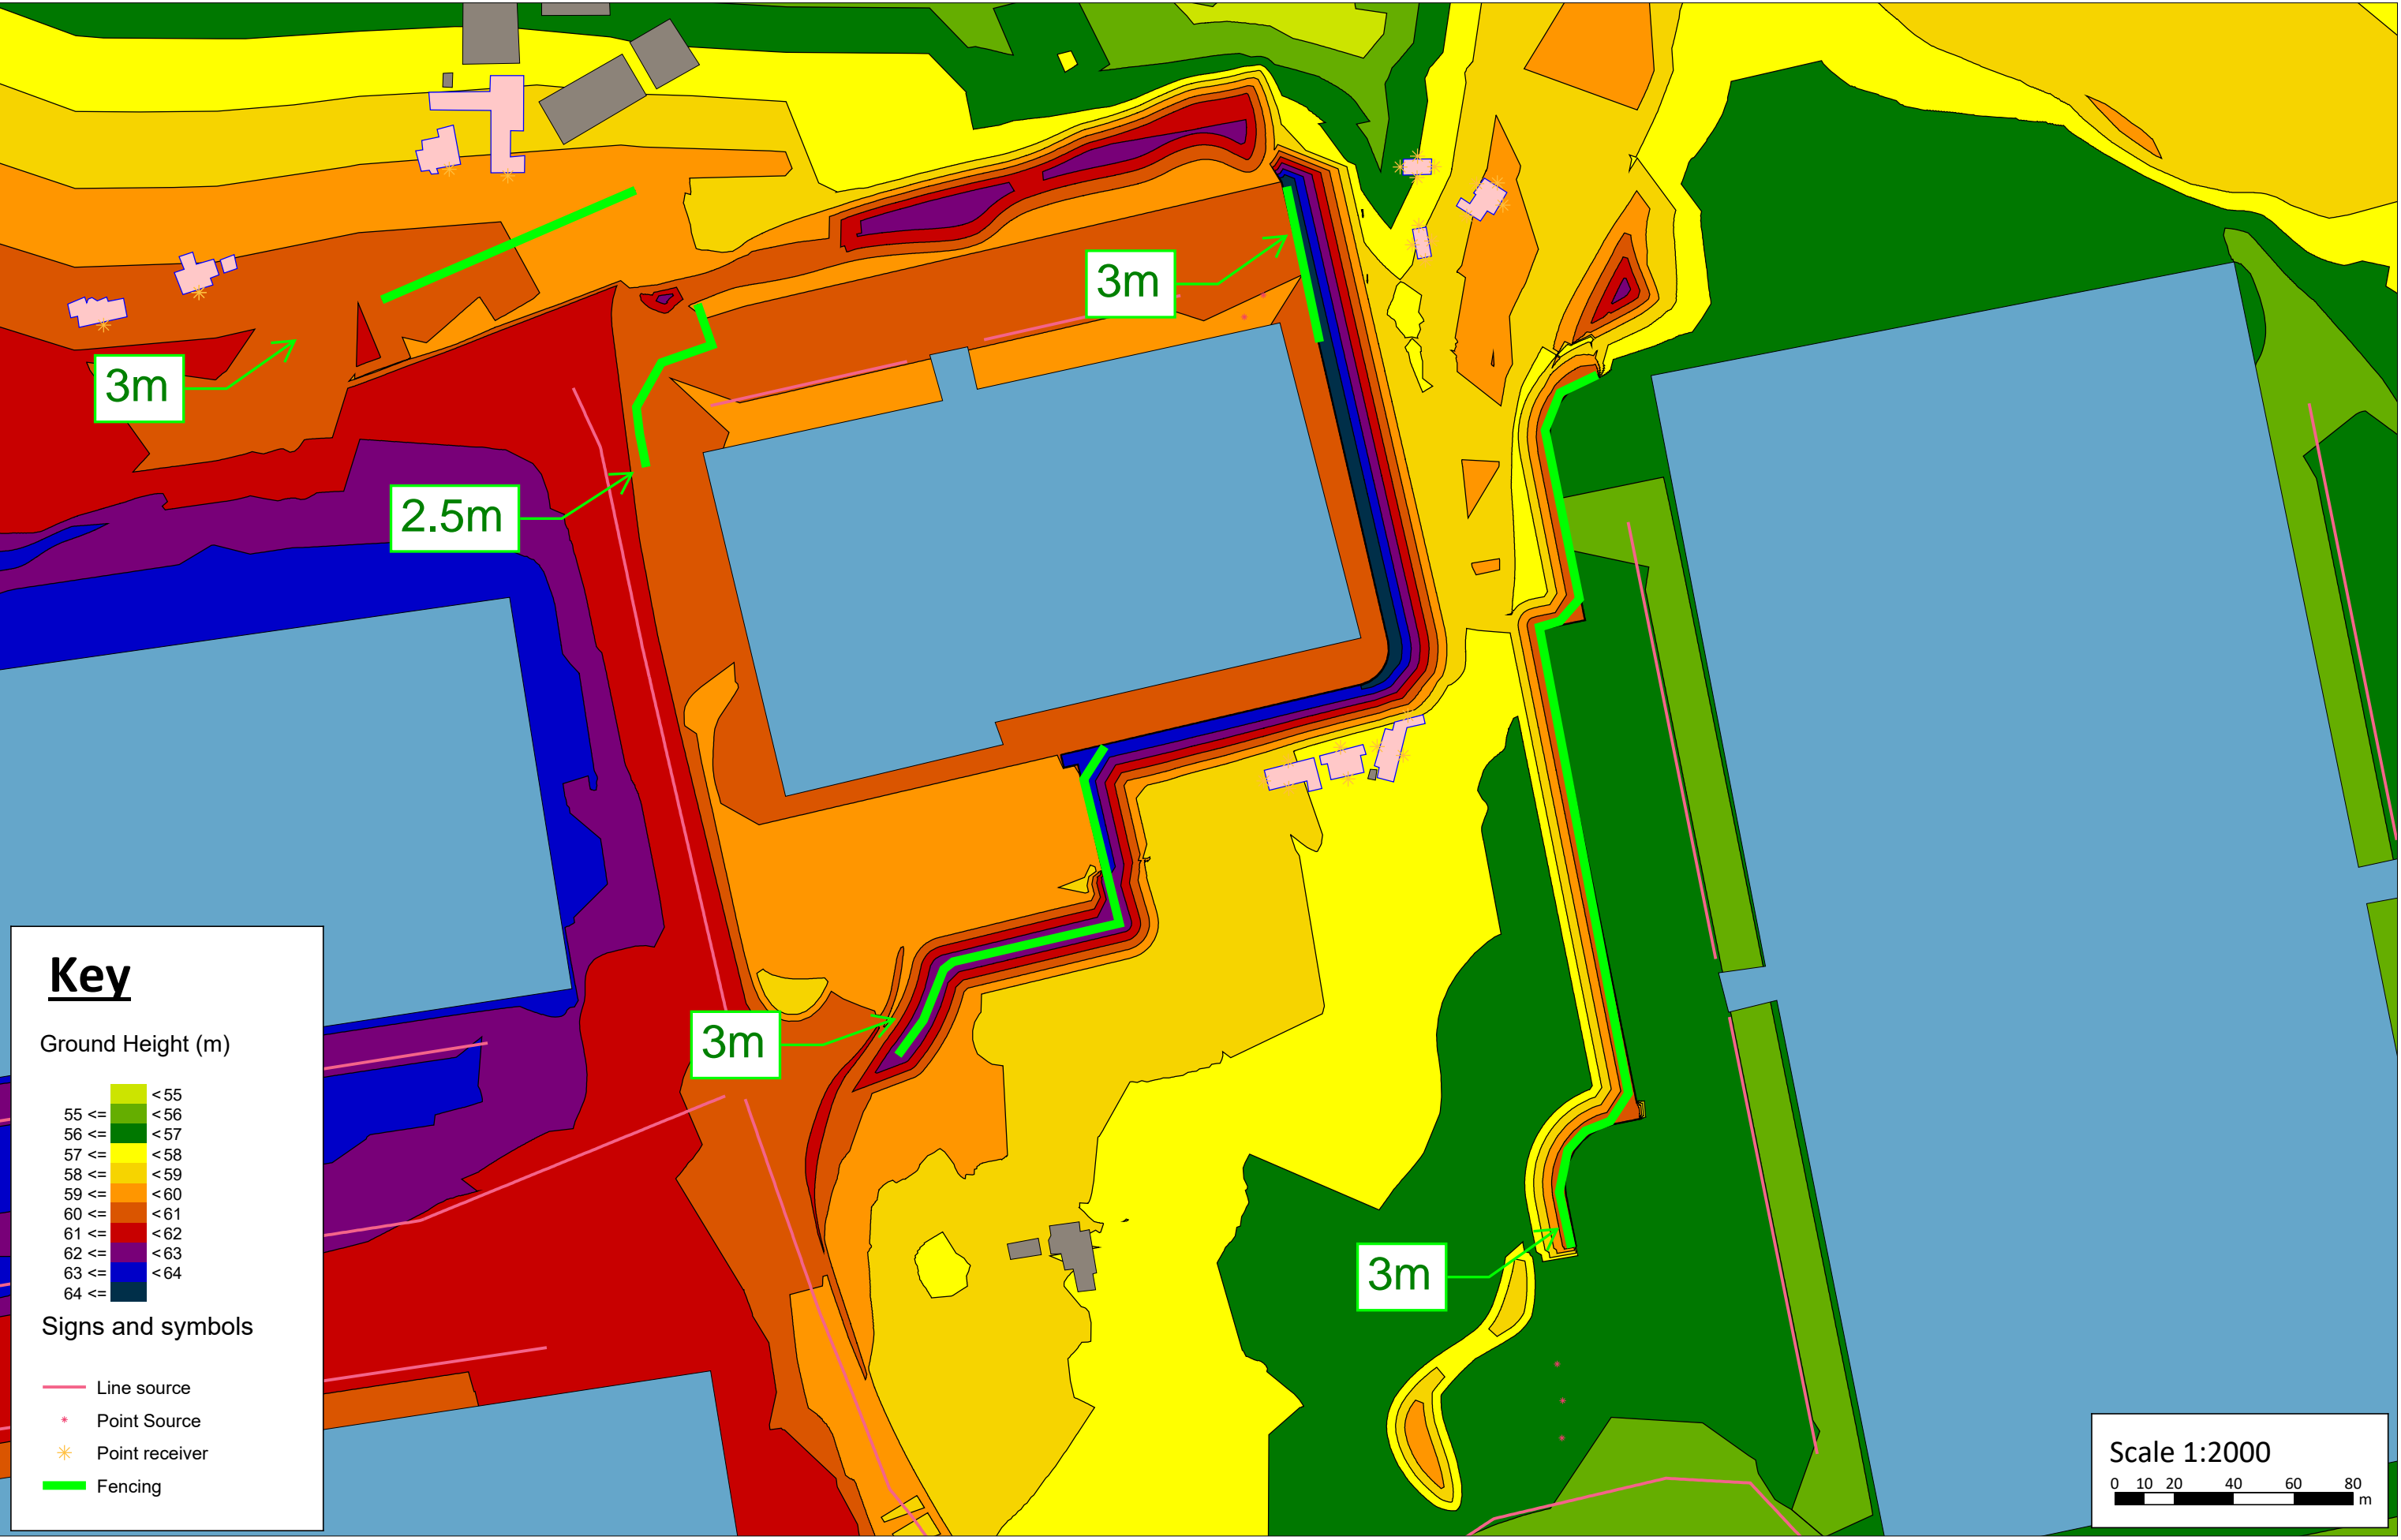 3m
3m
2.5m
3m
3m
Key
Ground Height (m)
< 55
55 <= < 56
56 <= < 57
57 <= < 58
58 <= < 59
59 <= < 60
60 <= < 61
61 <= < 62
62 <= < 63
63 <= < 64
64 <=
Signs and symbols
Line source
Point Source
Point receiver
Fencing
Scale 1:2000
0 10 20 40 60 80
m